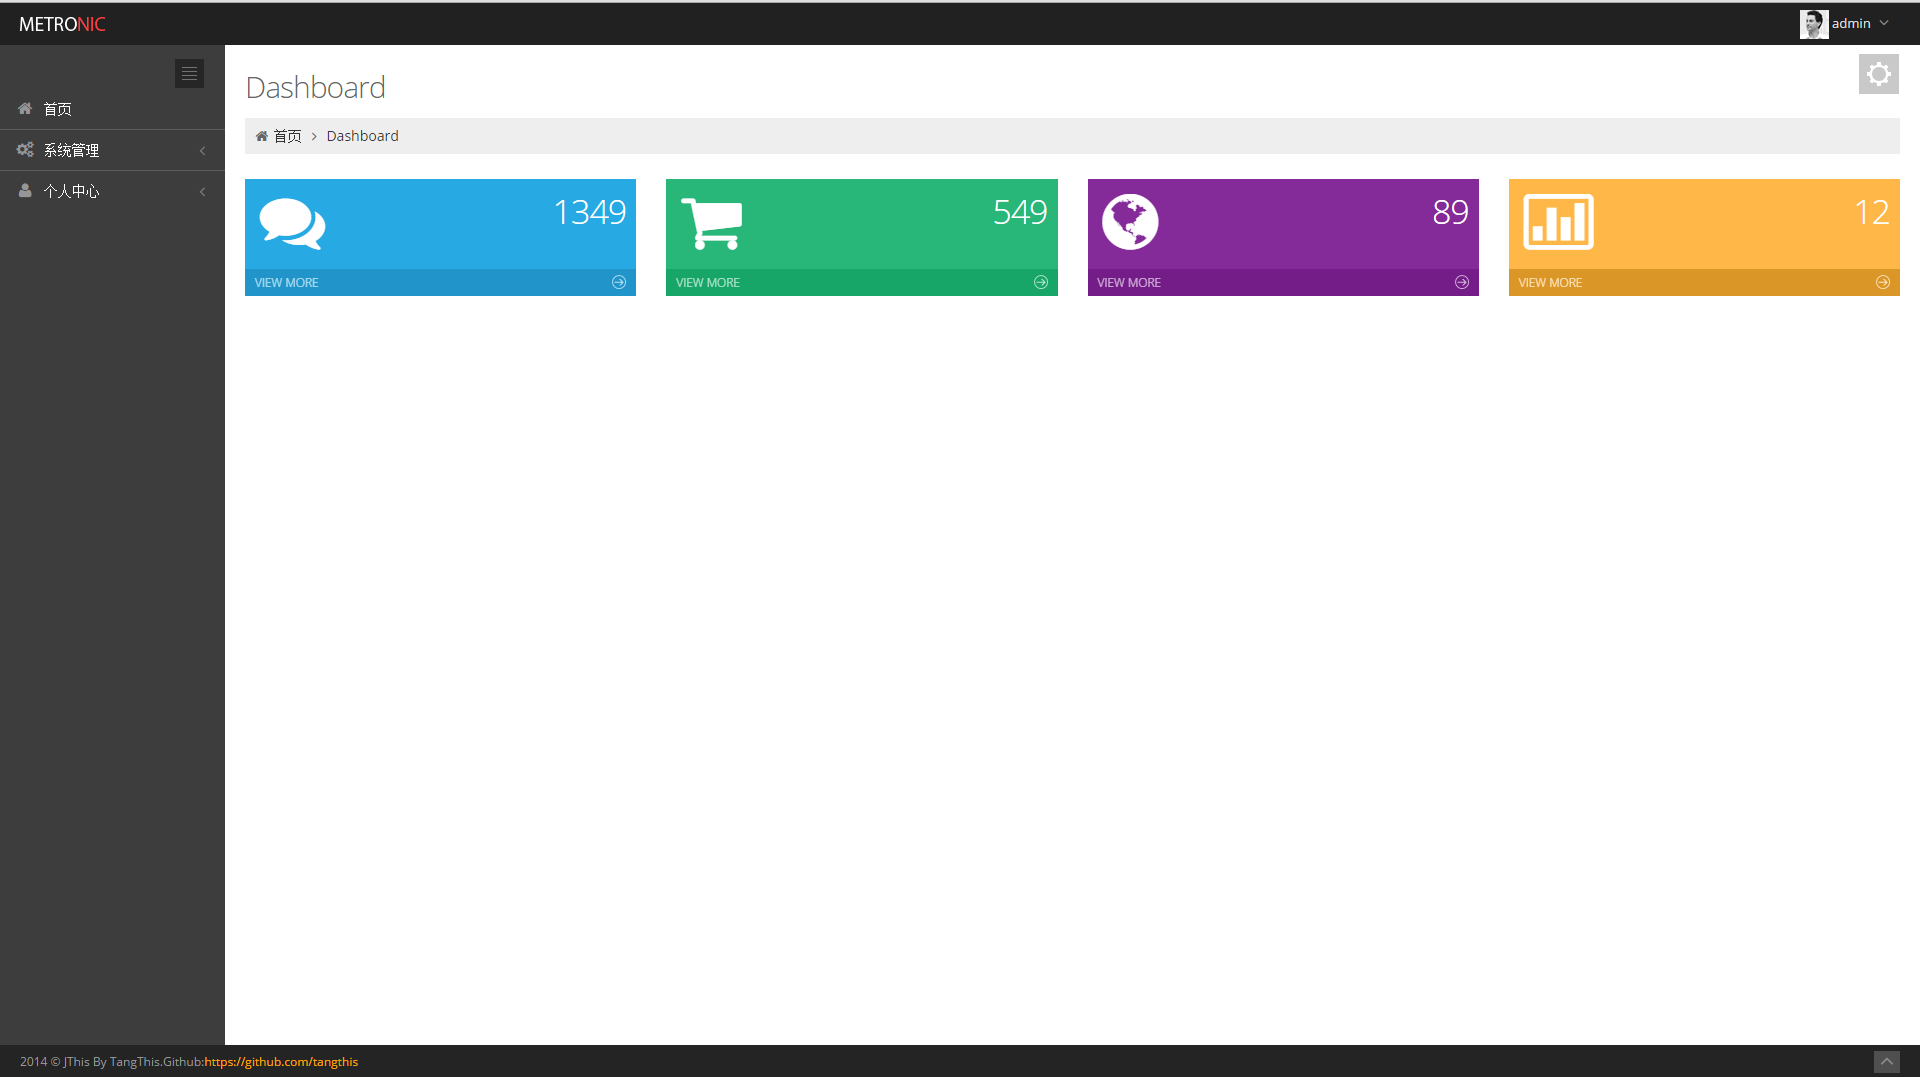 METRONIC
admin
首页
系统管理
个人中心
Dashboard
首页 Dashboard
1349
VIEW MORE
549
VIEW MORE
89
VIEW MORE
12
VIEW MORE
2014 © JThis By TangThis.Github:https://github.com/tangthis